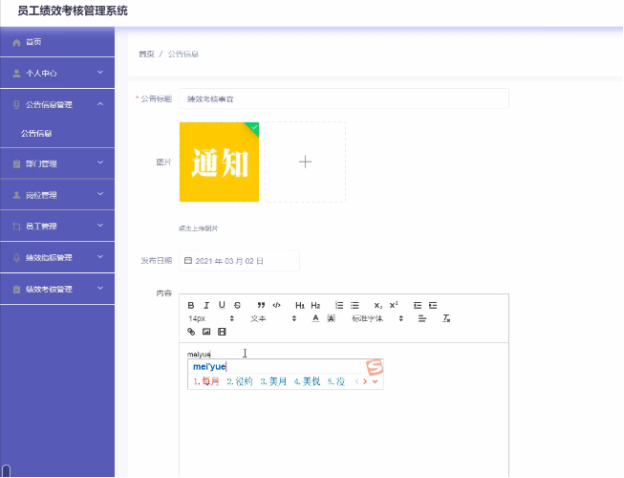 员工绩效考核管理系统
首页
个人中心
公告信息管理
公告信息
部门管理
岗位管理
员工管理
绩效指标管理
绩效考核管理
首页 / 公告信息
* 公告标题 绩效考核事宜
图片
通知
点击上传图片
发布日期 2021 年 03 月 02 日
内容
B I U S ” </> H1 H2 x₂ x²
14px 文本 A A 标准字体
meiyue
mei'yue
1.每月 2.没约 3.美月 4.美悦 5.没